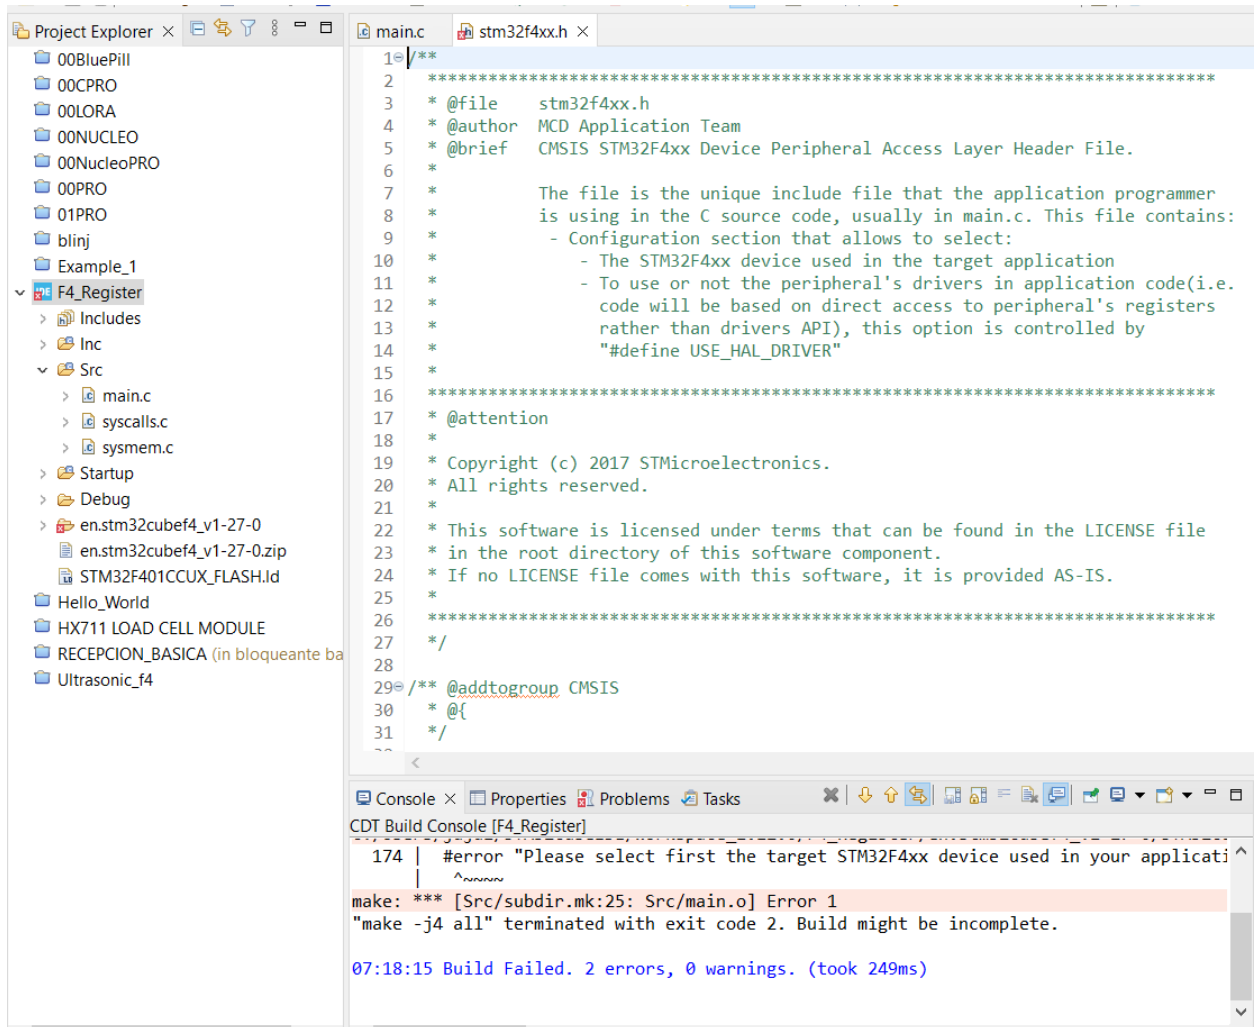 Project Explorer
00BluePill
00CPRO
00LORA
00NUCLEO
00NucleoPRO
00PRO
01PRO
blinj
Example_1
F4_Register
Includes
Inc
Src
main.c
syscalls.c
sysmem.c
Startup
Debug
en.stm32cubef4_v1-27-0
en.stm32cubef4_v1-27-0.zip
STM32F401CCUX_FLASH.ld
Hello_World
HX711 LOAD CELL MODULE
RECEPCION_BASICA (in bloqueante ba
Ultrasonic_f4
main.c stm32f4xx.h
1 /**
2 ******************************************************************************
3 * @file stm32f4xx.h
4 * @author MCD Application Team
5 * @brief CMSIS STM32F4xx Device Peripheral Access Layer Header File.
6 *
7 * The file is the unique include file that the application programmer
8 * is using in the C source code, usually in main.c. This file contains:
9 * - Configuration section that allows to select:
10 * - The STM32F4xx device used in the target application
11 * - To use or not the peripheral's drivers in application code(i.e.
12 * code will be based on direct access to peripheral's registers
13 * rather than drivers API), this option is controlled by
14 * "#define USE_HAL_DRIVER"
15 *
16 ******************************************************************************
17 * @attention
18 *
19 * Copyright (c) 2017 STMicroelectronics.
20 * All rights reserved.
21 *
22 * This software is licensed under terms that can be found in the LICENSE file
23 * in the root directory of this software component.
24 * If no LICENSE file comes with this software, it is provided AS-IS.
25 *
26 ******************************************************************************
27 */
28
29 /** @addtogroup CMSIS
30 * @{
31 */
Console Properties Problems Tasks
CDT Build Console [F4_Register]
174 | #error "Please select first the target STM32F4xx device used in your applicati
| ^~~~~
make: *** [Src/subdir.mk:25: Src/main.o] Error 1
"make -j4 all" terminated with exit code 2. Build might be incomplete.
07:18:15 Build Failed. 2 errors, 0 warnings. (took 249ms)